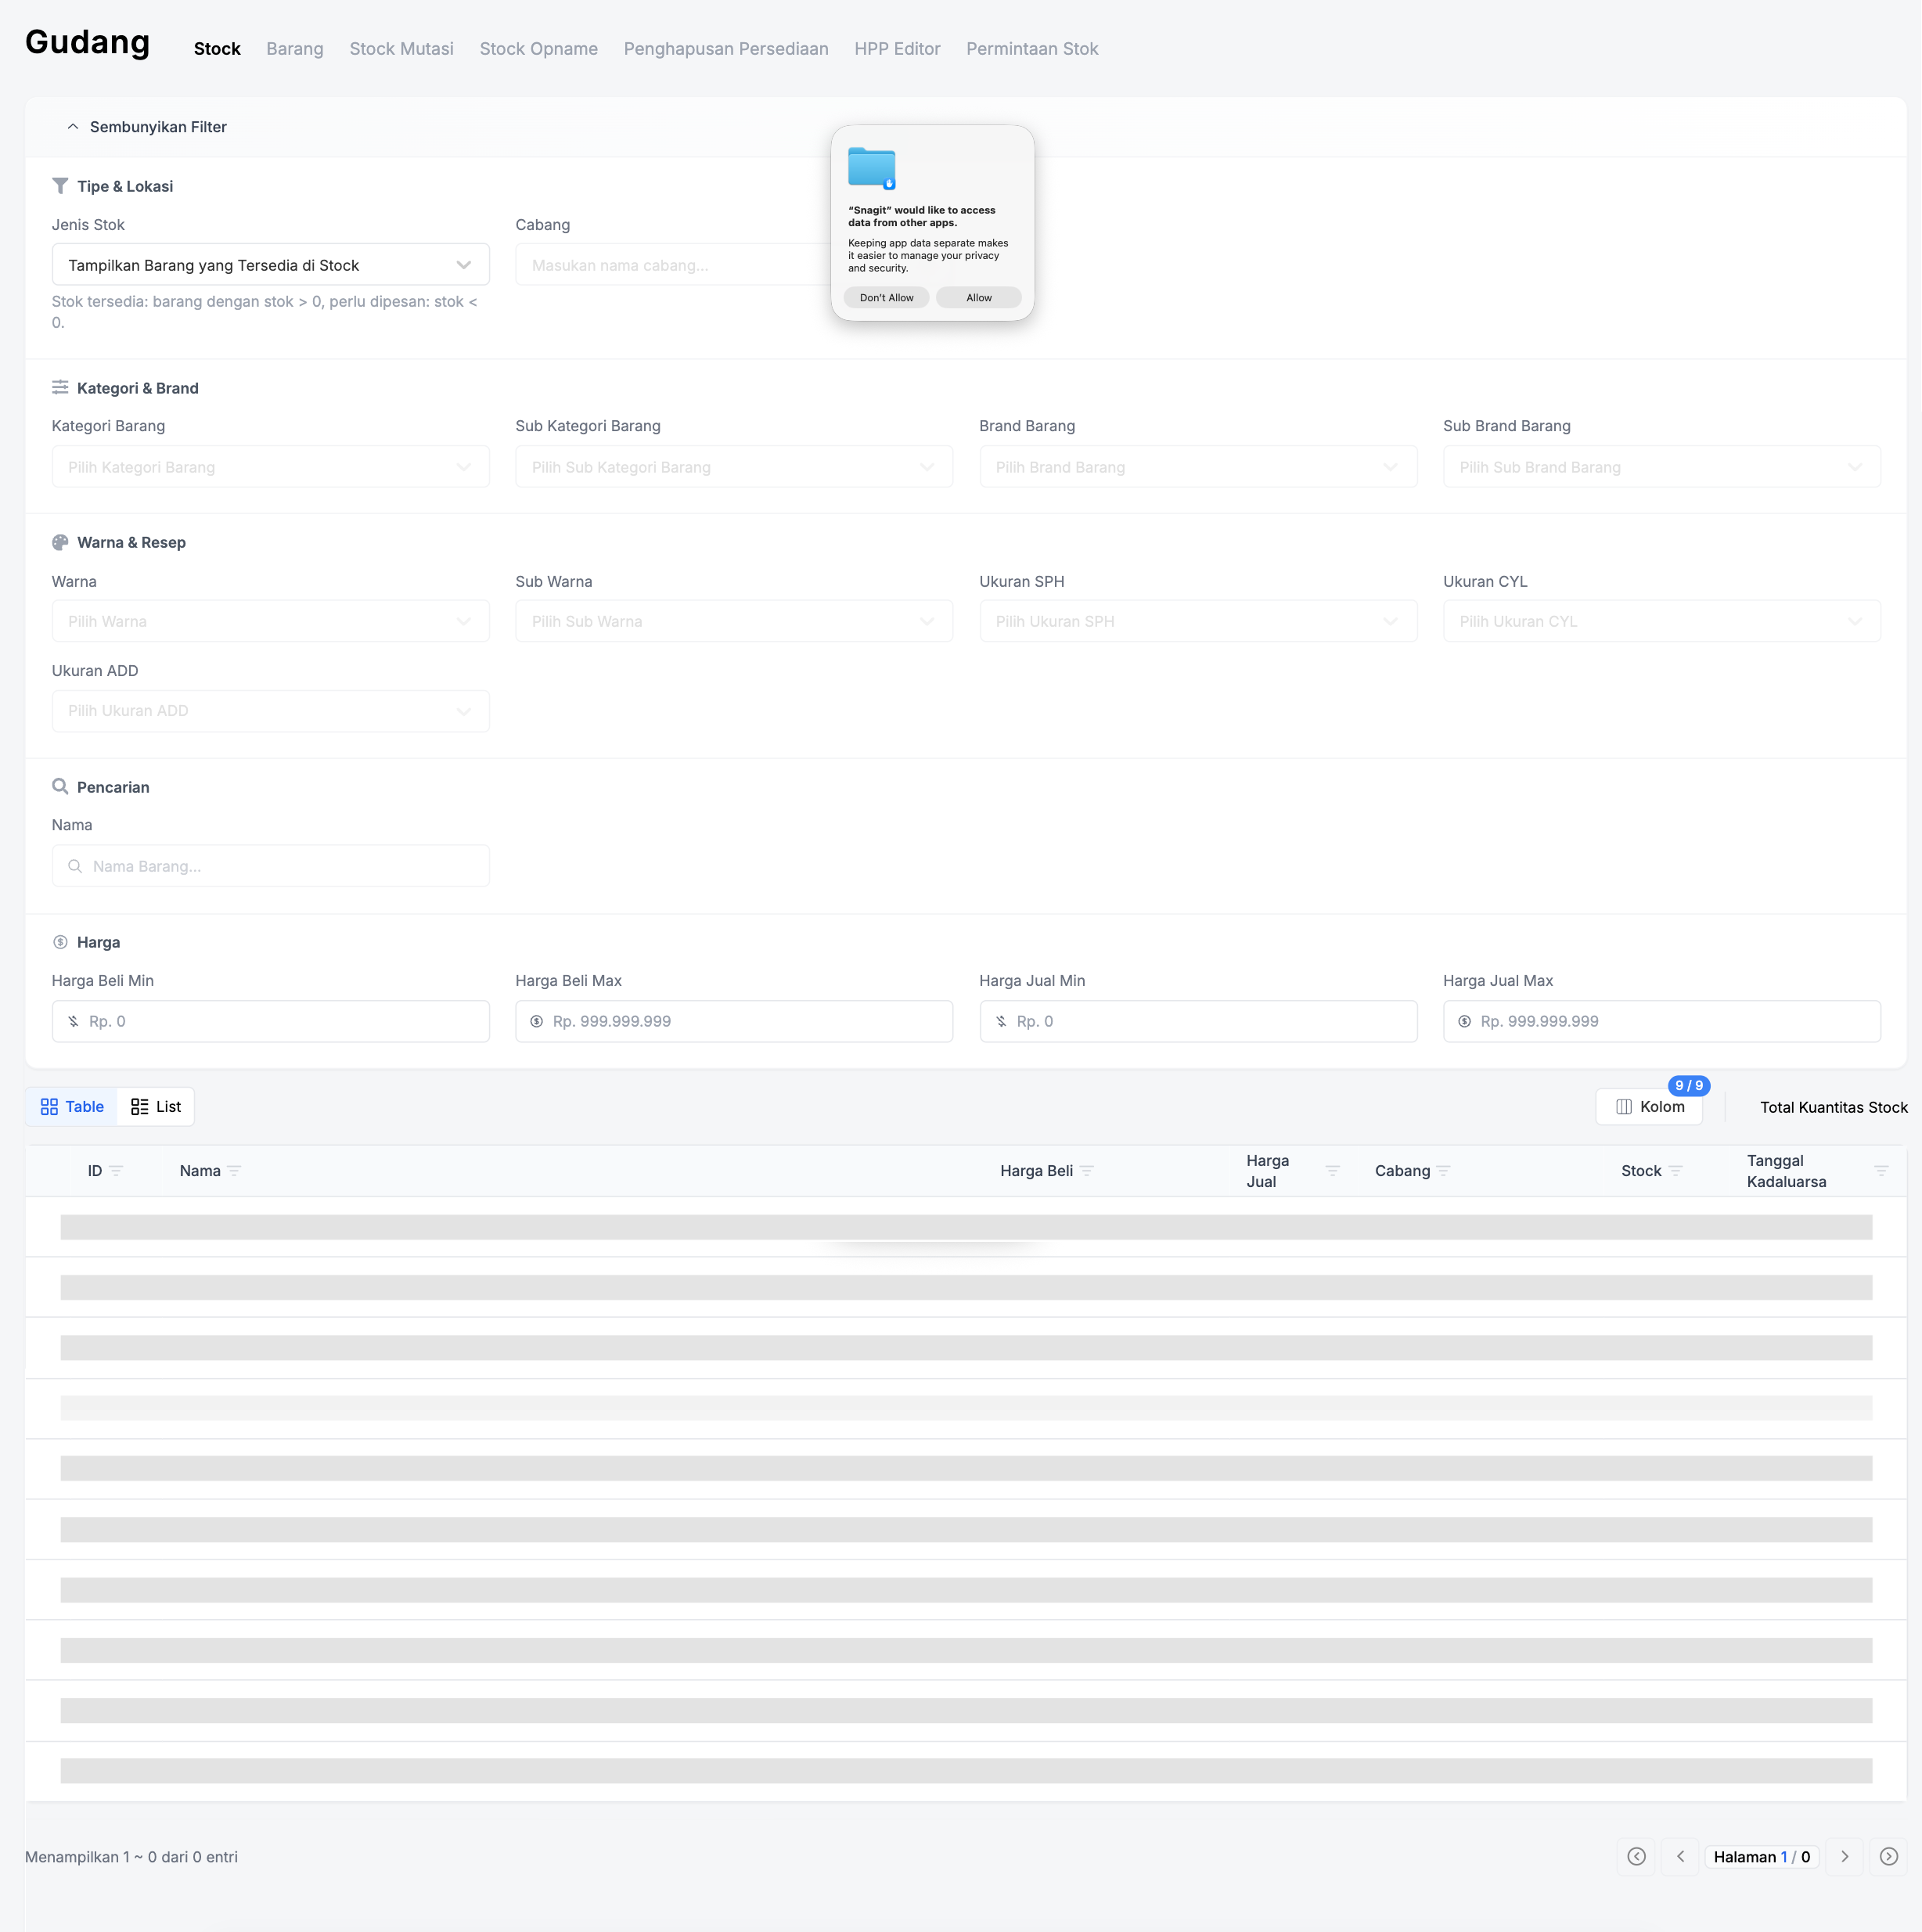 Gudang
Stock
Barang
Stock Mutasi
Stock Opname
Penghapusan Persediaan
HPP Editor
Permintaan Stok
Sembunyikan Filter
“Snagit” would like to access
data from other apps.
Keeping app data separate makes
it easier to manage your privacy
and security.
Don't Allow
Allow
Tipe & Lokasi
Jenis Stok
Cabang
Tampilkan Barang yang Tersedia di Stock
Masukan nama cabang...
Stok tersedia: barang dengan stok > 0, perlu dipesan: stok <
0.
Kategori & Brand
Kategori Barang
Sub Kategori Barang
Brand Barang
Sub Brand Barang
Pilih Kategori Barang
Pilih Sub Kategori Barang
Pilih Brand Barang
Pilih Sub Brand Barang
Warna & Resep
Warna
Sub Warna
Ukuran SPH
Ukuran CYL
Pilih Warna
Pilih Sub Warna
Pilih Ukuran SPH
Pilih Ukuran CYL
Ukuran ADD
Pilih Ukuran ADD
Pencarian
Nama
Nama Barang...
Harga
Harga Beli Min
Harga Beli Max
Harga Jual Min
Harga Jual Max
Rp. 0
Rp. 999.999.999
Rp. 0
Rp. 999.999.999
Table
List
9 / 9
Kolom
Total Kuantitas Stock
ID
Nama
Harga Beli
Harga
Jual
Cabang
Stock
Tanggal
Kadaluarsa
Menampilkan 1 ~ 0 dari 0 entri
Halaman 1 / 0